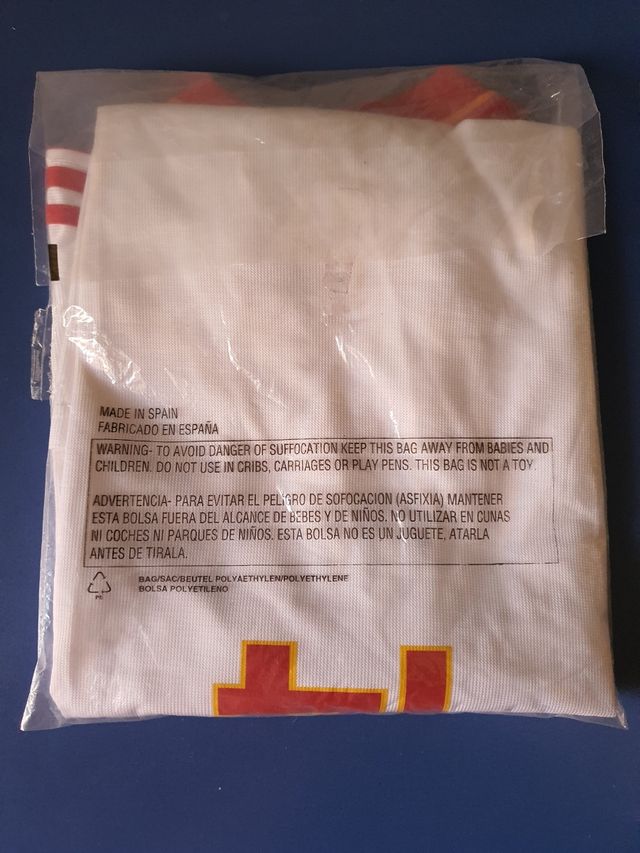 MADE IN SPAIN
FABRICADO EN ESPAÑA
WARNING- TO AVOID DANGER OF SUFFOCATION KEEP THIS BAG AWAY FROM BABIES AND
CHILDREN. DO NOT USE IN CRIBS, CARRIAGES OR PLAY PENS. THIS BAG IS NOT A TOY
ADVERTENCIA- PARA EVITAR EL PELIGRO DE SOFOCACION (ASFIXIA) MANTENER
ESTA BOLSA FUERA DEL ALCANCE DE BEBES Y DE NIÑOS. NO UTILIZAR EN CUNAS
NI COCHES NI PARQUES DE NIÑOS. ESTA BOLSA NO ES UN JUGUETE, ATARLA
ANTES DE TIRALA.
PE
BAG/SAC/BEUTEL POLYAETHYLEN/POLYETHYLENE
BOLSA POLYETILENO